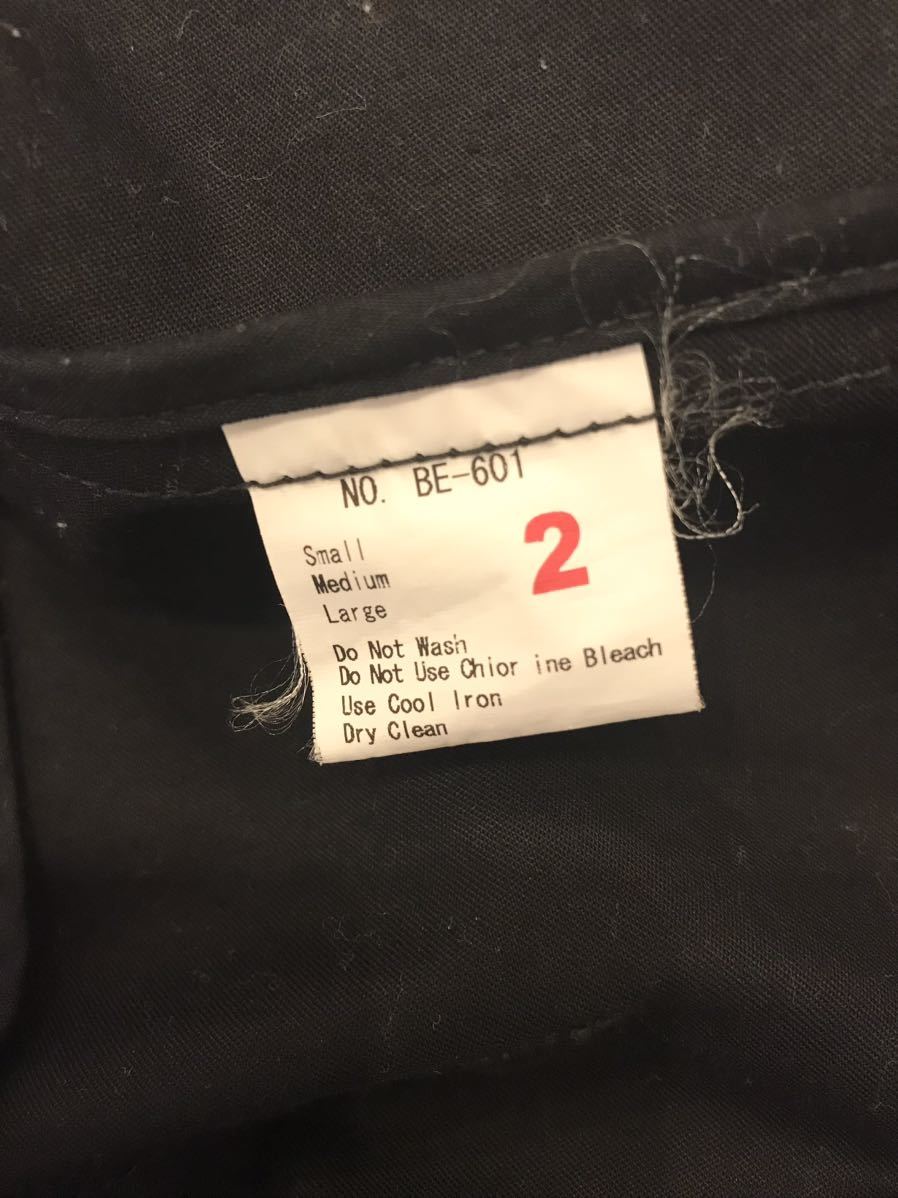 NO. BE-601
2
Small
Medium
Large
Do Not Wash
Do Not Use Chior ine Bleach
Use Cool Iron
Dry Clean